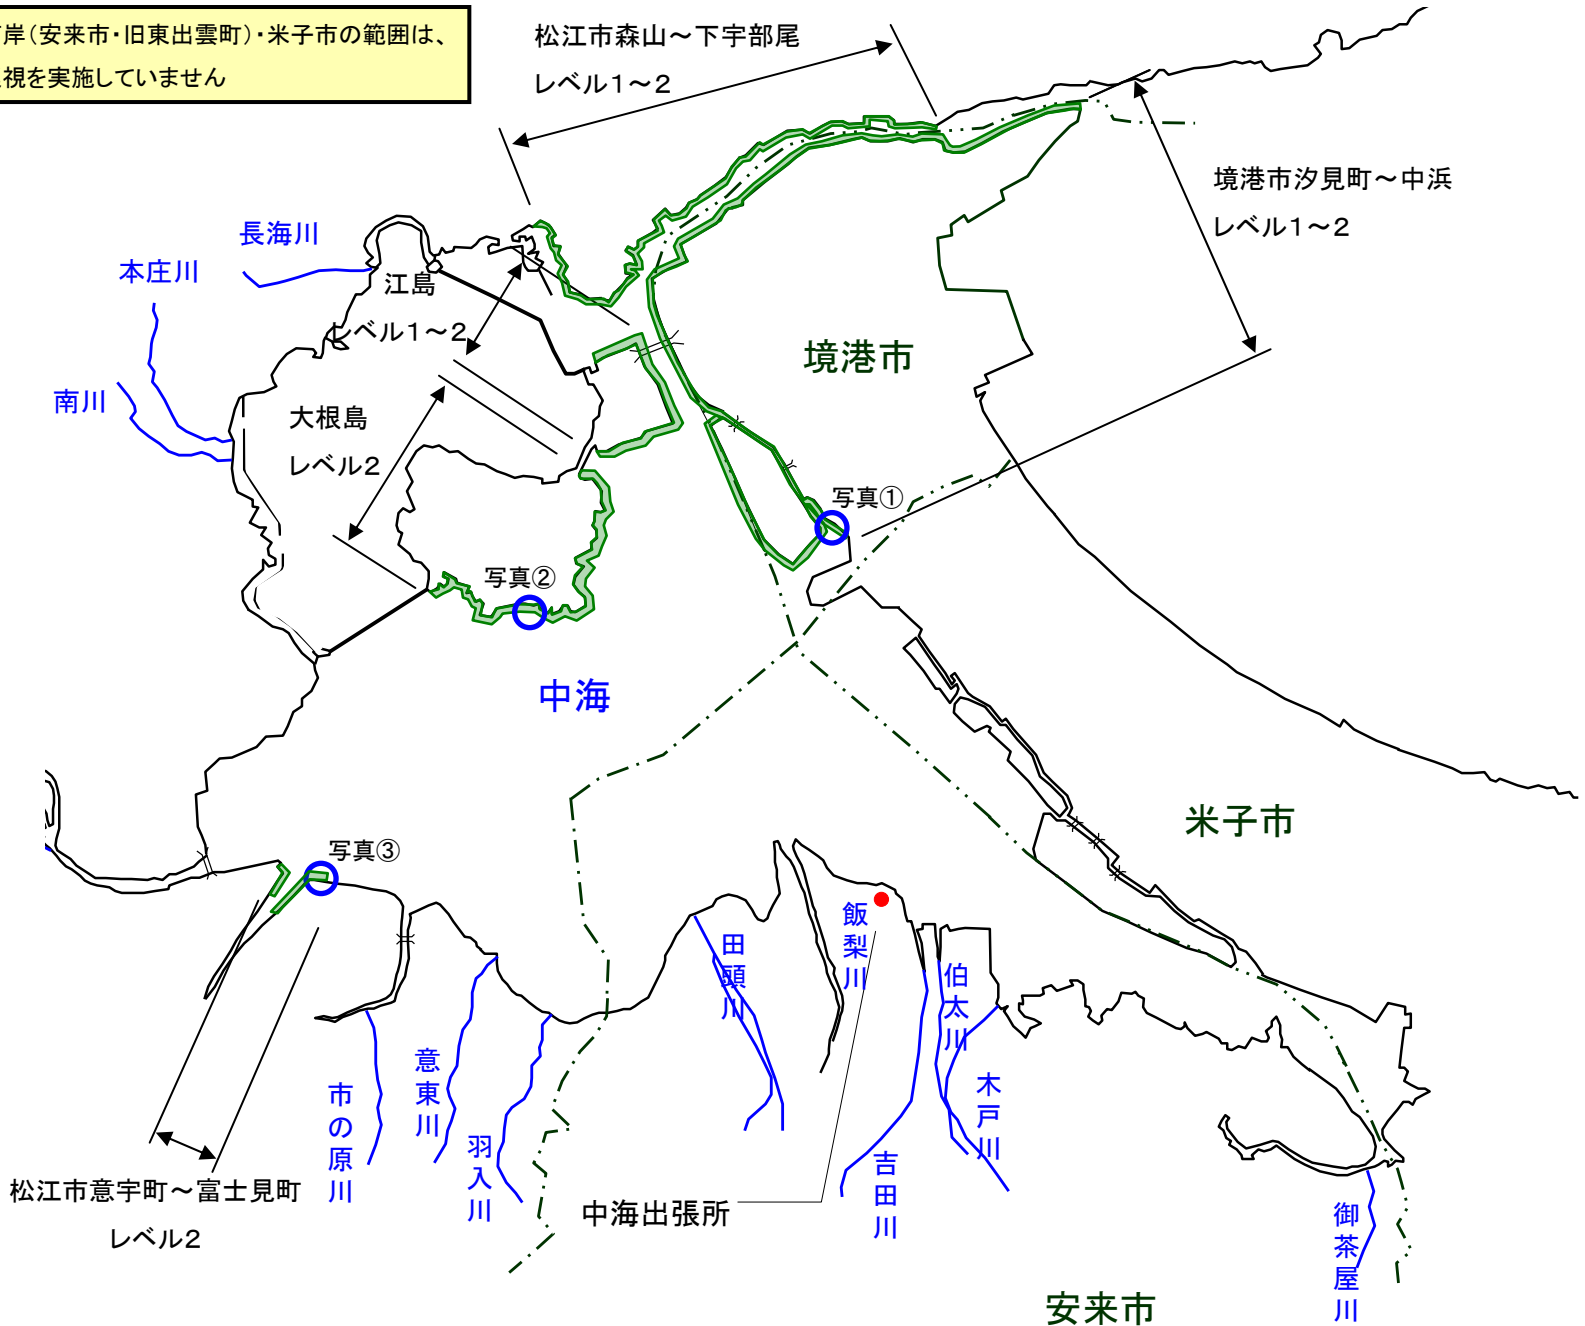 岸(安来市・旧東出雲町)・米子市の範囲は、
視を実施していません
松江市森山～下宇部尾
レベル1～2
境港市汐見町～中浜
レベル1～2
長海川
本庄川
江島
レベル1～2
南川
大根島
レベル2
境港市
写真①
写真②
中海
米子市
写真③
飯梨川
田頭川
伯太川
木戸川
意東川
市の原川
羽入川
吉田川
松江市意宇町～富士見町
レベル2
中海出張所
御茶屋川
安来市